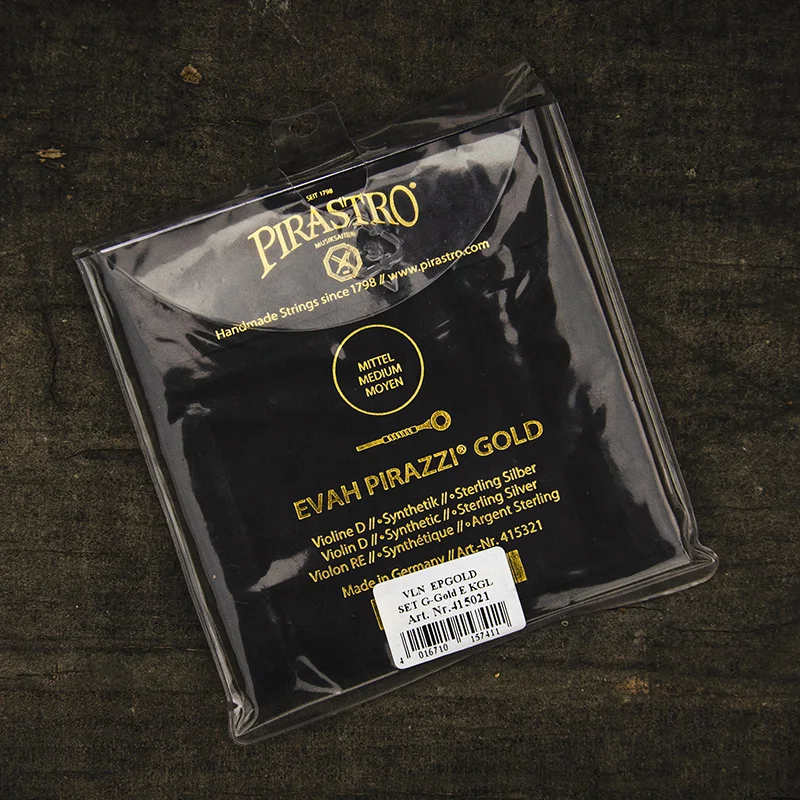 SEIT 1798
PIRASTRO®
MUSIKSAITEN
Handmade Strings since 1798 // www.pirastro.com
MITTEL
MEDIUM
MOYEN
EVAH PIRAZZI® GOLD
Violine D //∘Synthetik //∘Sterling Silber
Violin D //∘Synthetic //∘Sterling Silver
Violon RE //∘Synthétique //∘Argent Sterling
Made in Germany // Art-Nr. 415321
VLN EPGOLD
SET G-Gold E KGL
Art. Nr.415021
4 016710 157411